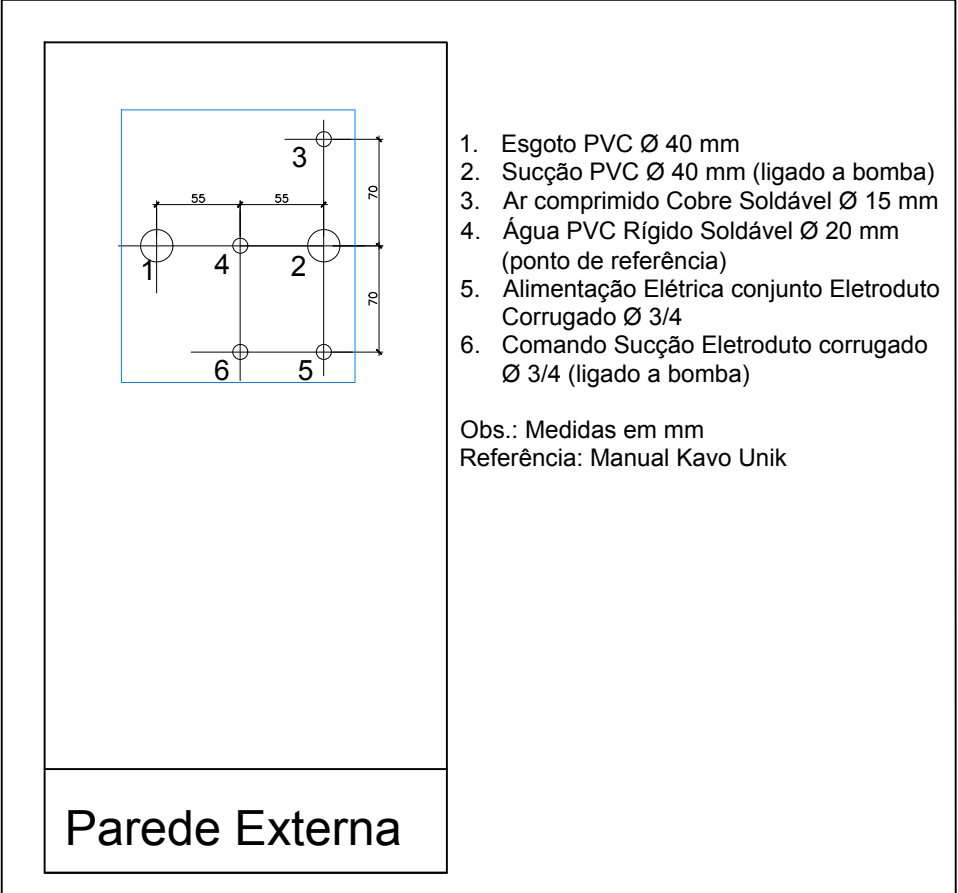 3
70
55 55
1 4 2
70
6 5
1. Esgoto PVC Ø 40 mm
2. Sucção PVC Ø 40 mm (ligado a bomba)
3. Ar comprimido Cobre Soldável Ø 15 mm
4. Água PVC Rígido Soldável Ø 20 mm
(ponto de referência)
5. Alimentação Elétrica conjunto Eletroduto
Corrugado Ø 3/4
6. Comando Sucção Eletroduto corrugado
Ø 3/4 (ligado a bomba)
Obs.: Medidas em mm
Referência: Manual Kavo Unik
Parede Externa